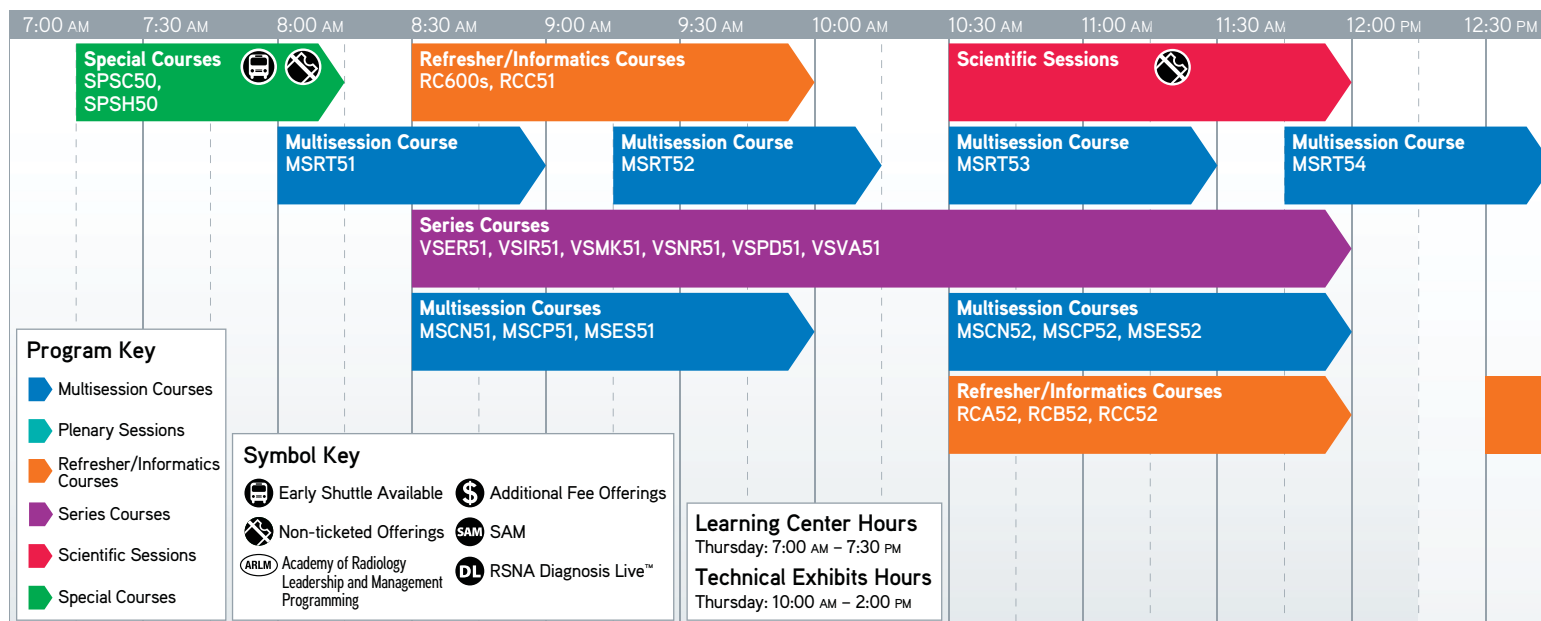 7:00 AM 7:30 AM 8:00 AM 8:30 AM 9:00 AM 9:30 AM 10:00 AM 10:30 AM 11:00 AM 11:30 AM 12:00 PM 12:30 PM
Special Courses
SPSC50,
SPSH50
Refresher/Informatics Courses
RC600s, RCC51
Scientific Sessions
Multisession Course
MSRT51
Multisession Course
MSRT52
Multisession Course
MSRT53
Multisession Course
MSRT54
Series Courses
VSER51, VSIR51, VSMK51, VSNR51, VSPD51, VSVA51
Multisession Courses
MSCN51, MSCP51, MSES51
Multisession Courses
MSCN52, MSCP52, MSES52
Refresher/Informatics Courses
RCA52, RCB52, RCC52
Program Key
Multisession Courses
Plenary Sessions
Refresher/Informatics
Courses
Series Courses
Scientific Sessions
Special Courses
Symbol Key
Early Shuttle Available
Non-ticketed Offerings
ARLM Academy of Radiology
Leadership and Management
Programming
$ Additional Fee Offerings
SAM SAM
DL RSNA Diagnosis Live™
Learning Center Hours
Thursday: 7:00 AM – 7:30 PM
Technical Exhibits Hours
Thursday: 10:00 AM – 2:00 PM